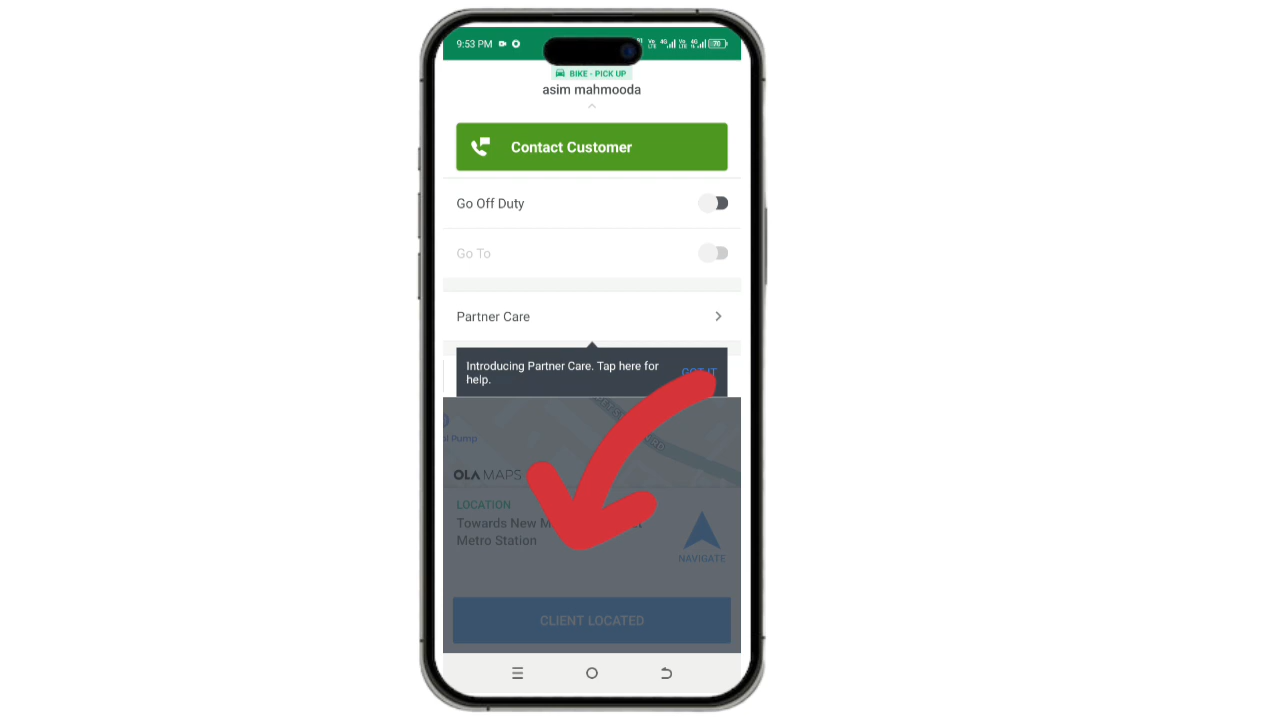 9:53 PM
BIKE - PICK UP
asim mahmooda
Contact Customer
Go Off Duty
Go To
Partner Care
Introducing Partner Care. Tap here for
help.
GOT IT
Pump
OLA MAPS
LOCATION
Towards New
Metro Station
NAVIGATE
CLIENT LOCATED